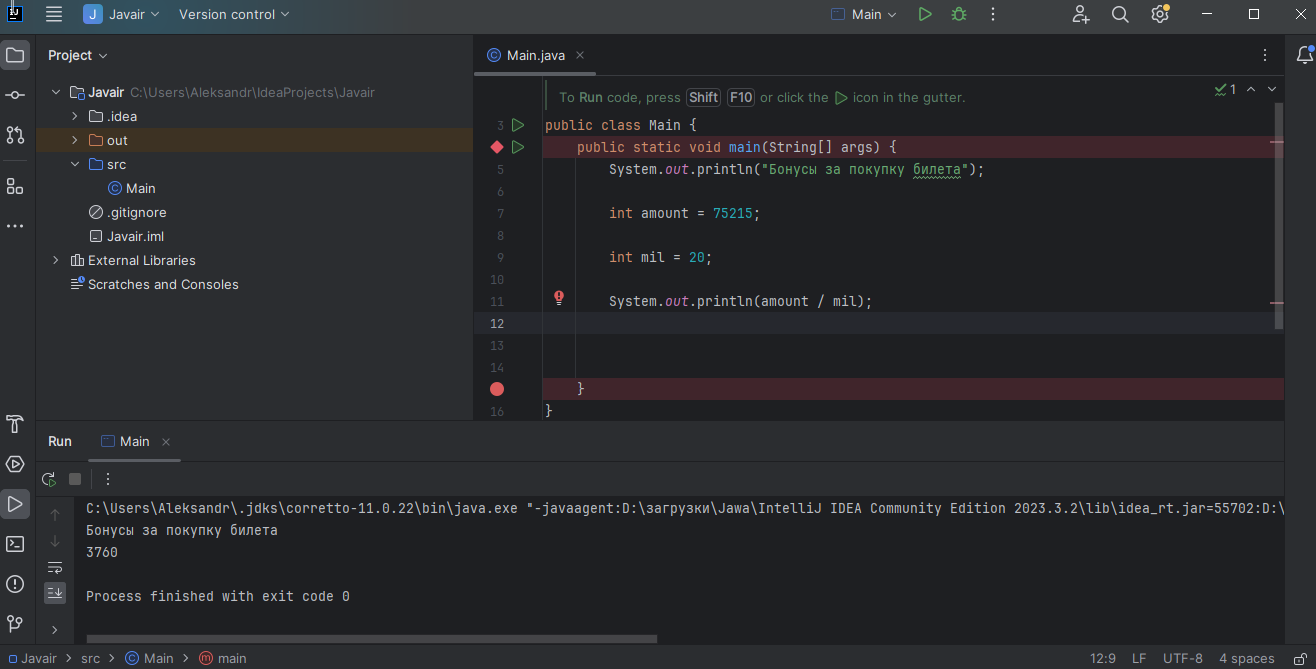 J Javair Version control Main
Project
Main.java
Javair C:\Users\Aleksandr\IdeaProjects\Javair
.idea
out
src
Main
.gitignore
Javair.iml
External Libraries
Scratches and Consoles
To Run code, press Shift F10 or click the icon in the gutter.
1
3 public class Main {
public static void main(String[] args) {
5 System.out.println("Бонусы за покупку билета");
6
7 int amount = 75215;
8
9 int mil = 20;
10
11 System.out.println(amount / mil);
12
13
14
}
16 }
Run Main
C:\Users\Aleksandr\.jdks\corretto-11.0.22\bin\java.exe "-javaagent:D:\загрузки\Jawa\IntelliJ IDEA Community Edition 2023.3.2\lib\idea_rt.jar=55702:D:\
Бонусы за покупку билета
3760
Process finished with exit code 0
Javair > src > Main > main 12:9 LF UTF-8 4 spaces